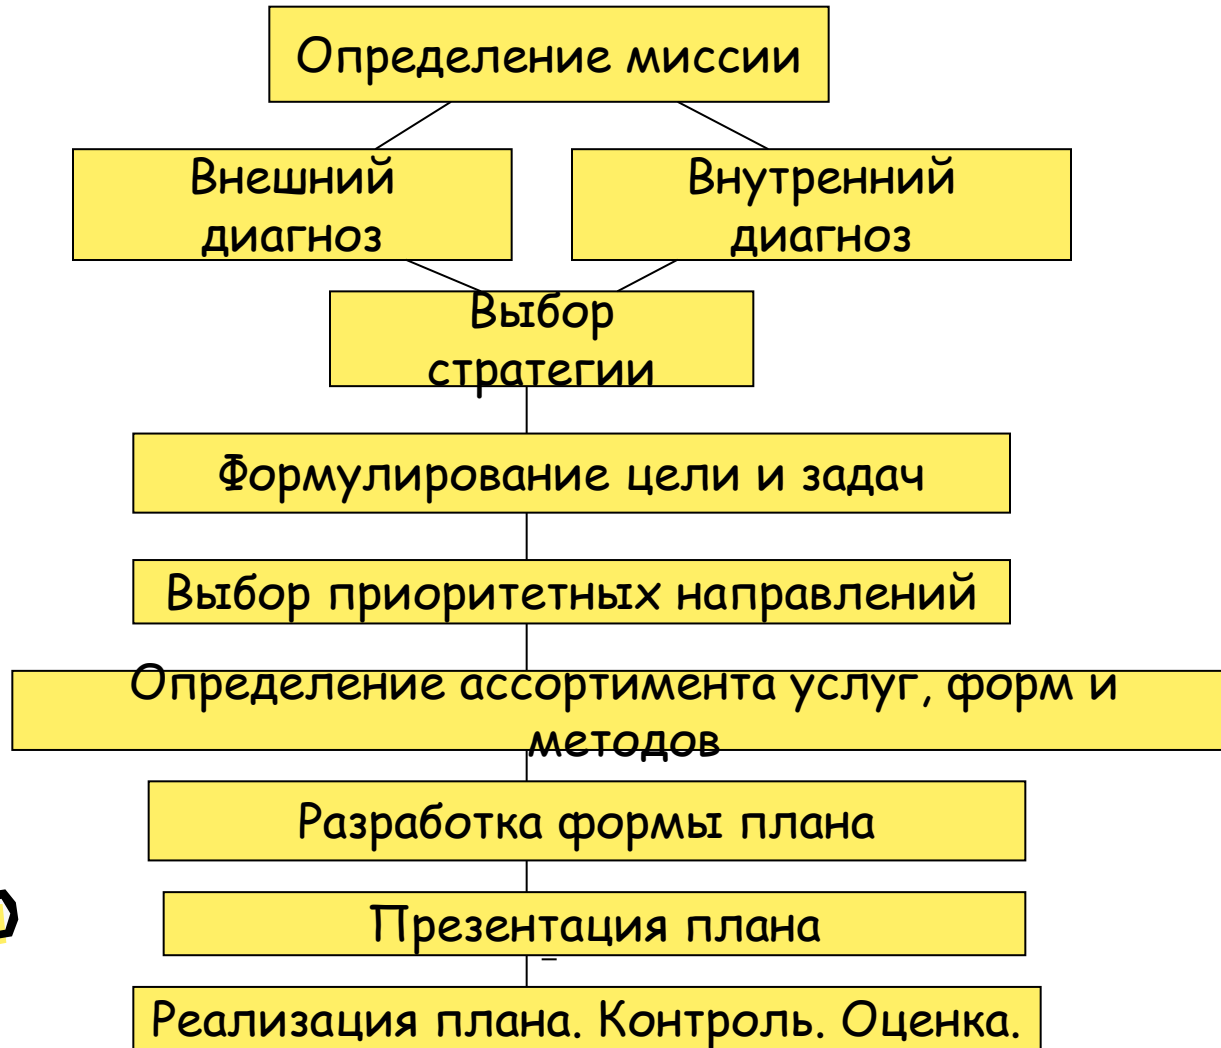 Определение миссии
Внешний
диагноз
Внутренний
диагноз
Выбор
стратегии
Формулирование цели и задач
Выбор приоритетных направлений
Определение ассортимента услуг, форм и
методов
Разработка формы плана
Презентация плана
Реализация плана. Контроль. Оценка.